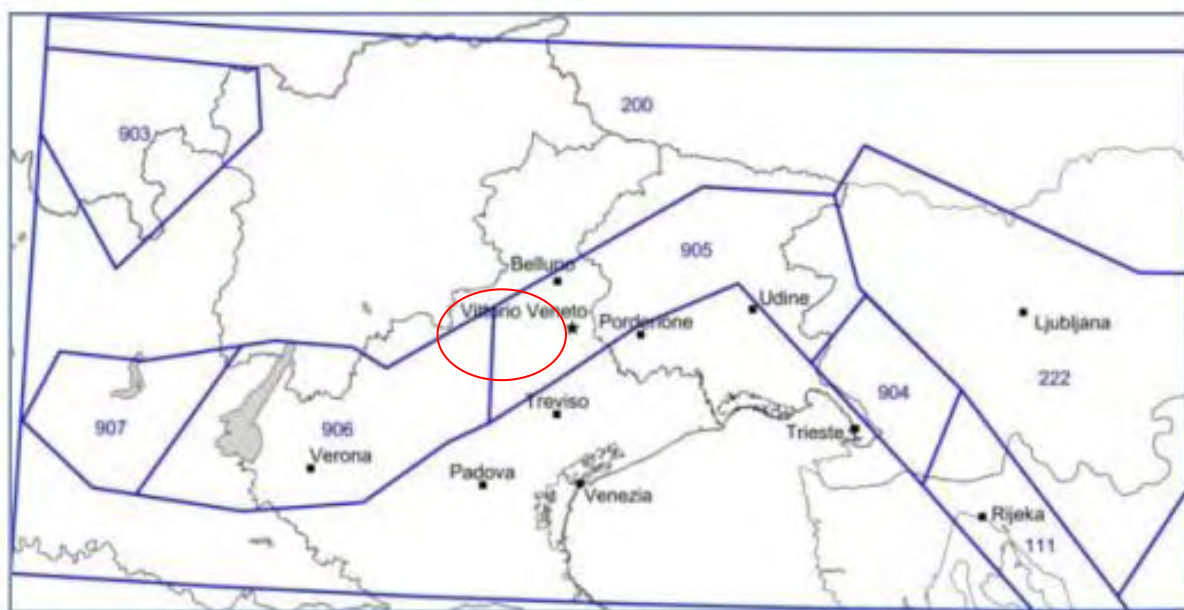 200
903
905
Belluno
Vittorio Veneto
Udine
Pordenone
Ljubljana
222
904
907
906
Treviso
Trieste
Verona
Padova
Venezia
Rijeka
111